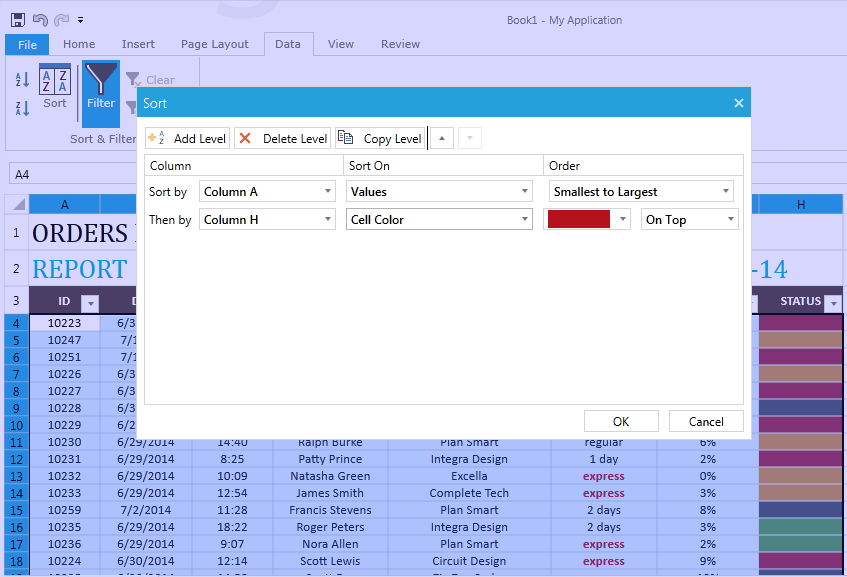 Book1 - My Application
File Home Insert Page Layout Data View Review
A Z
Z A
A Z Z A
Sort
Filter
Clear
Sort & Filter
Sort ×
A Z Add Level Delete Level Copy Level
Column Sort On Order
Sort by Column A Values Smallest to Largest
Then by Column H Cell Color On Top
OK Cancel
A4
A H
1 ORDERS
2 REPORT -14
3 ID D STATUS
4 10223 6/3
5 10247 7/1
6 10251 7/1
7 10226 6/3
8 10227 6/3
9 10228 6/3
10 10229 6/2
11 10230 6/29/2014 14:40 Ralph Burke Plan Smart regular 6%
12 10231 6/29/2014 8:25 Patty Prince Integra Design 1 day 2%
13 10232 6/29/2014 10:09 Natasha Green Excella express 0%
14 10233 6/29/2014 12:54 James Smith Complete Tech express 3%
15 10259 7/2/2014 11:28 Francis Stevens Plan Smart 2 days 8%
16 10235 6/29/2014 18:22 Roger Peters Integra Design 2 days 3%
17 10236 6/29/2014 9:07 Nora Allen Plan Smart express 2%
18 10224 6/30/2014 12:14 Scott Lewis Circuit Design express 9%